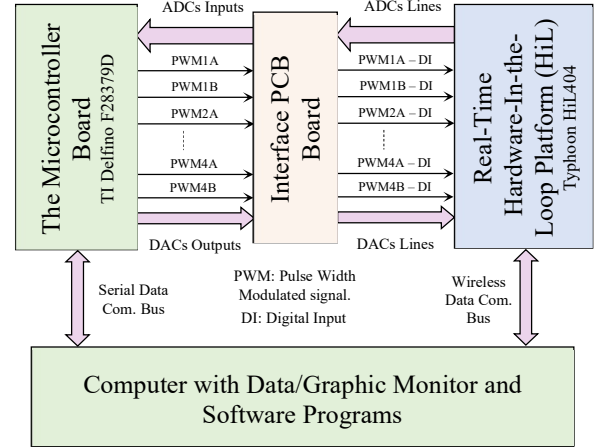 ADCs Inputs
ADCs Lines
The Microcontroller
Board
TI Delfino F28379D
PWM1A
PWM1B
PWM2A
PWM4A
PWM4B
DACs Outputs
Interface PCB
Board
PWM1A – DI
PWM1B – DI
PWM2A – DI
PWM4A – DI
PWM4B – DI
DACs Lines
Real-Time
Hardware-In-the-
Loop Platform (HiL)
Typhoon HiL404
Serial Data
Com. Bus
PWM: Pulse Width
Modulated signal.
DI: Digital Input
Wireless
Data Com.
Bus
Computer with Data/Graphic Monitor and
Software Programs